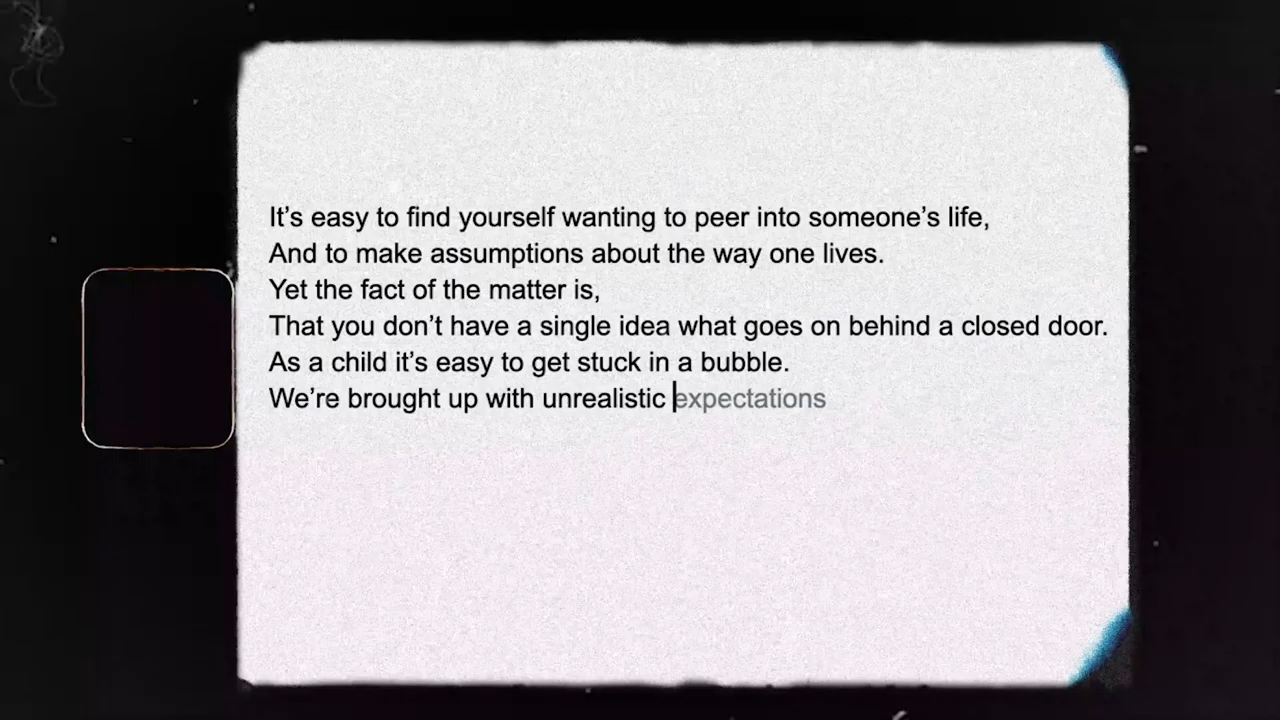 It’s easy to find yourself wanting to peer into someone’s life,
And to make assumptions about the way one lives.
Yet the fact of the matter is,
That you don’t have a single idea what goes on behind a closed door.
As a child it’s easy to get stuck in a bubble.
We’re brought up with unrealistic expectations